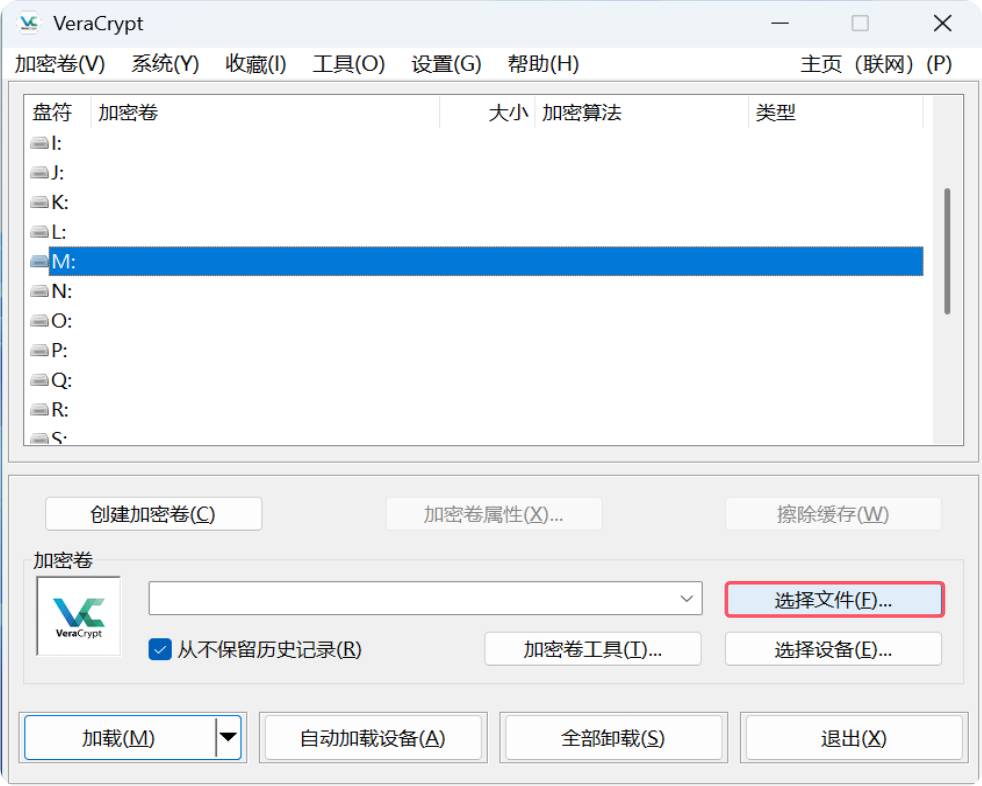 VeraCrypt
加密卷(V) 系统(Y) 收藏(I) 工具(O) 设置(G) 帮助(H) 主页（联网）(P)
盘符 加密卷 大小 加密算法 类型
I:
J:
K:
L:
M:
N:
O:
P:
Q:
R:
S:
创建加密卷(C) 加密卷属性(X)... 擦除缓存(W)
加密卷
VeraCrypt
选择文件(F)...
从不保留历史记录(R) 加密卷工具(T)... 选择设备(E)...
加载(M) 自动加载设备(A) 全部卸载(S) 退出(X)